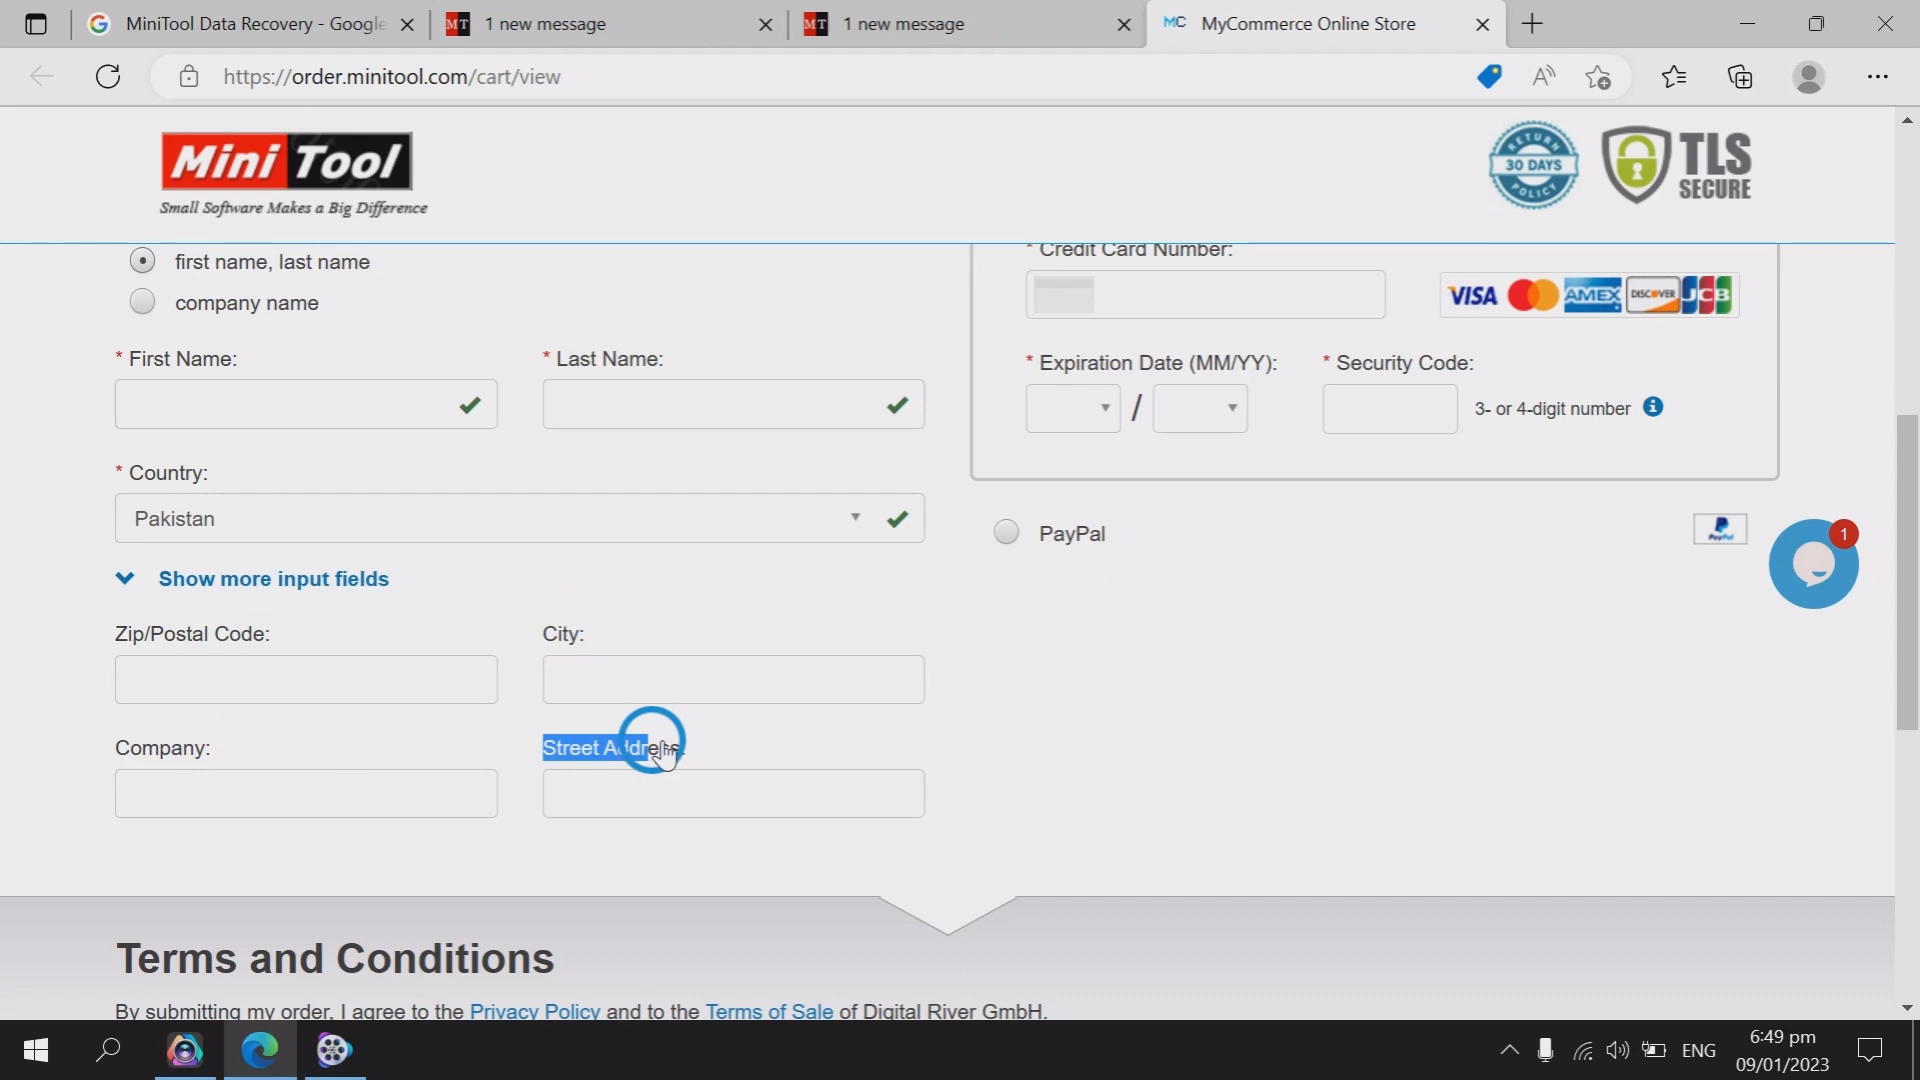 MiniTool Data Recovery - Google
MT 1 new message
MT 1 new message
MC MyCommerce Online Store
https://order.minitool.com/cart/view
Mini Tool
Small Software Makes a Big Difference
RETURN
30 DAYS
POLICY
TLS
SECURE
first name, last name
company name
* Credit Card Number:
VISA AMEX DISCOVER JCB
* First Name:
* Last Name:
* Expiration Date (MM/YY):
* Security Code:
/
3- or 4-digit number
* Country:
Pakistan
PayPal
PayPal
1
Show more input fields
Zip/Postal Code:
City:
Company:
Street Address:
Terms and Conditions
By submitting my order, I agree to the Privacy Policy and to the Terms of Sale of Digital River GmbH.
ENG
6:49 pm
09/01/2023